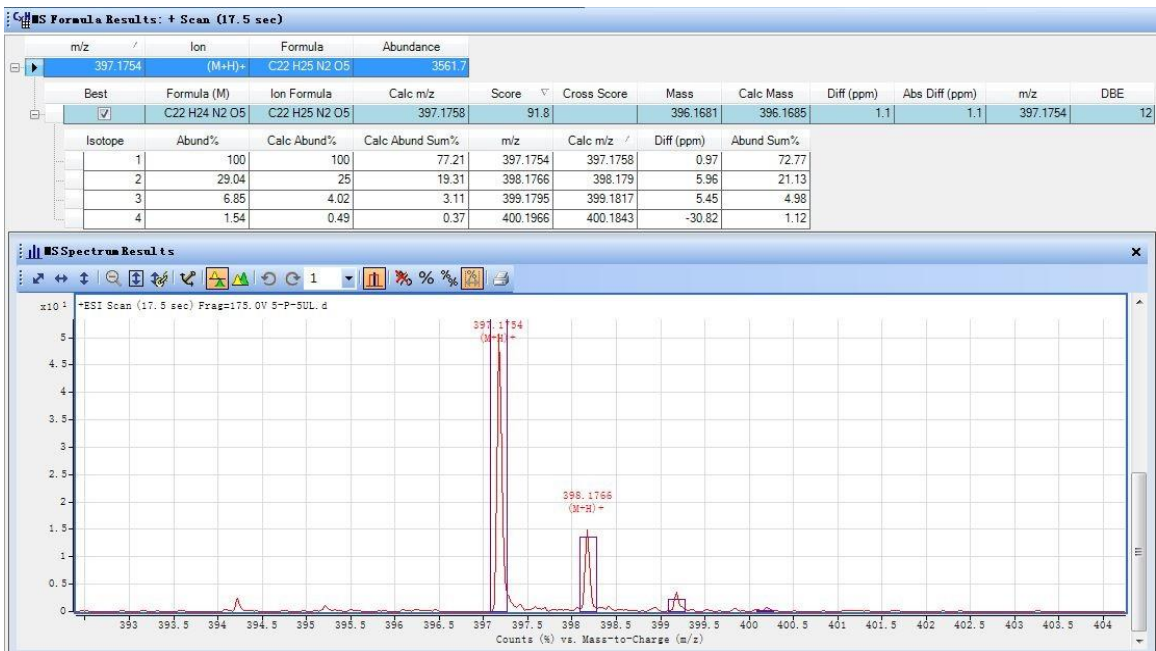 MS Formula Results: + Scan (17.5 sec)
m/z Ion Formula Abundance
397.1754 (M+H)+ C22 H25 N2 O5 3561.7
Best Formula (M) Ion Formula Calc m/z Score Cross Score Mass Calc Mass Diff (ppm) Abs Diff (ppm) m/z DBE
C22 H24 N2 O5 C22 H25 N2 O5 397.1758 91.8 396.1681 396.1685 1.1 1.1 397.1754 12
Isotope Abund% Calc Abund% Calc Abund Sum% m/z Calc m/z Diff (ppm) Abund Sum%
1 100 100 77.21 397.1754 397.1758 0.97 72.77
2 29.04 25 19.31 398.1766 398.179 5.96 21.13
3 6.85 4.02 3.11 399.1795 399.1817 5.45 4.98
4 1.54 0.49 0.37 400.1966 400.1843 -30.82 1.12
MS Spectrum Results
1 % %
x10 1 +ESI Scan (17.5 sec) Frag=175.0V 5-P-5UL.d
397.1754
(M+H)+
5
4.5
4
3.5
3
2.5
398.1766
2
(M+H)+
1.5
1
0.5
0
393 393.5 394 394.5 395 395.5 396 396.5 397 397.5 398 398.5 399 399.5 400 400.5 401 401.5 402 402.5 403 403.5 404
Counts (%) vs. Mass-to-Charge (m/z)